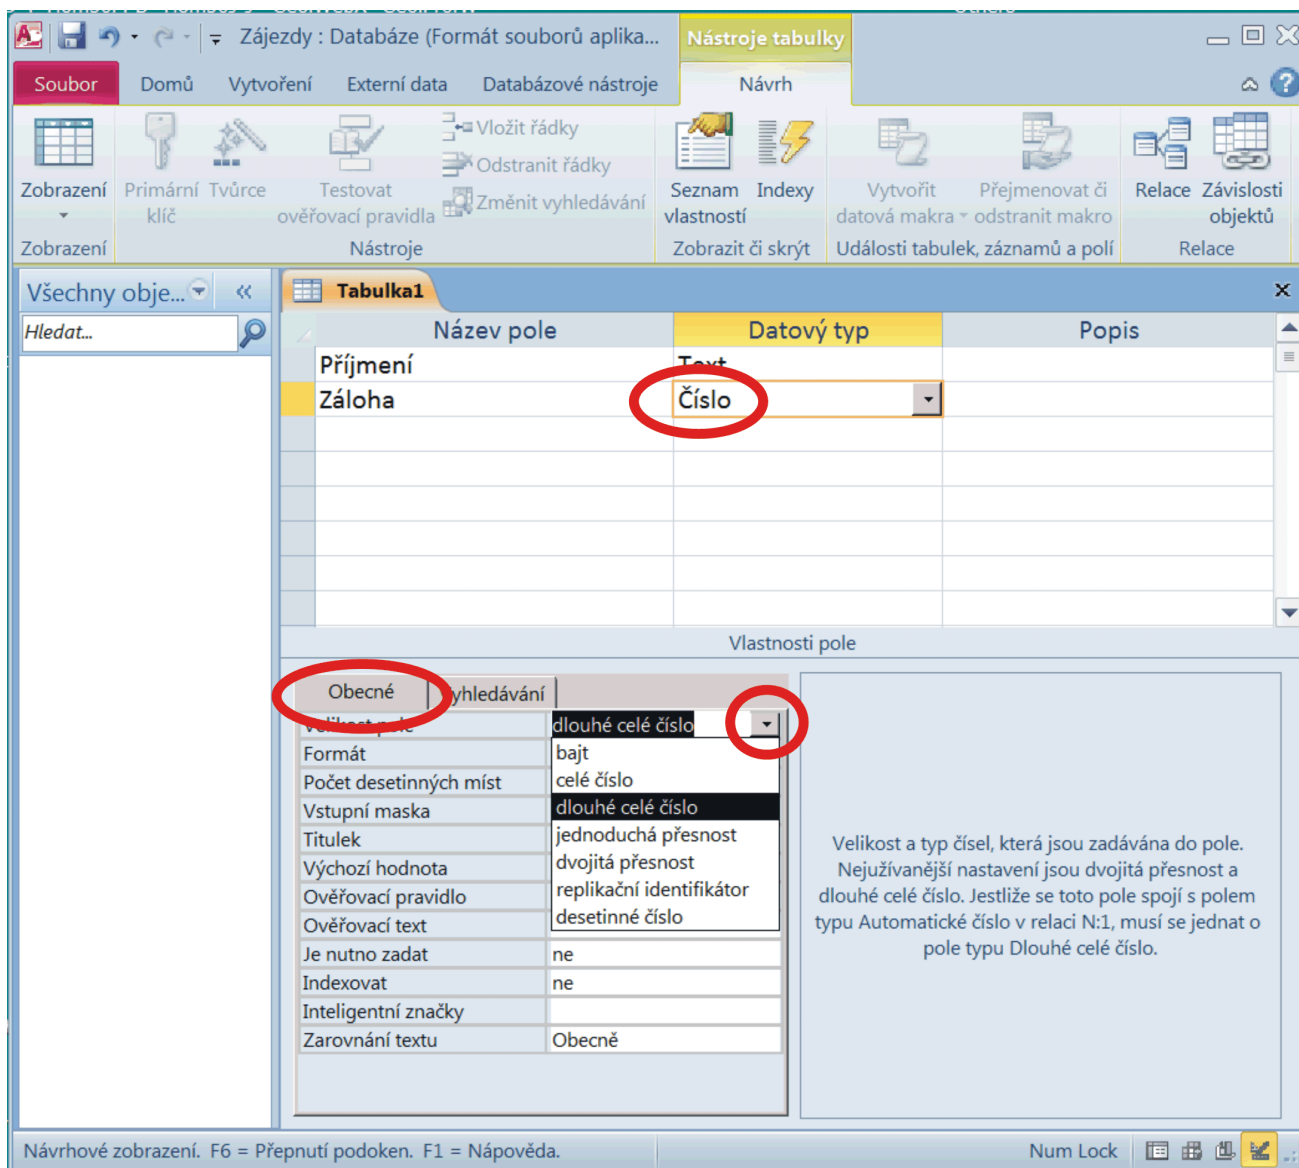 Zájezdy : Databáze (Formát souborů aplika...
Nástroje tabulky
Soubor
Domů
Vytvoření
Externí data
Databázové nástroje
Návrh
Zobrazení
Primární klíč
Tvůrce
Testovat ověřovací pravidla
Vložit řádky
Odstranit řádky
Změnit vyhledávání
Seznam vlastností
Indexy
Vytvořit datová makra
Přejmenovat či odstranit makro
Relace
Závislosti objektů
Zobrazení
Nástroje
Zobrazit či skrýt
Události tabulek, záznamů a polí
Relace
Všechny obje...
Hledat...
Tabulka1
Název pole
Datový typ
Popis
Příjmení
Text
Záloha
Číslo
Vlastnosti pole
Obecné
yhledávání
Velikost pole
dlouhé celé číslo
Formát
Počet desetinných míst
Vstupní maska
Titulek
Výchozí hodnota
Ověřovací pravidlo
Ověřovací text
bajt
celé číslo
dlouhé celé číslo
jednoduchá přesnost
dvojitá přesnost
replikační identifikátor
desetinné číslo
Je nutno zadat
ne
Indexovat
ne
Inteligentní značky
Zarovnání textu
Obecně
Velikost a typ čísel, která jsou zadávána do pole.
Nejužívanější nastavení jsou dvojitá přesnost a
dlouhé celé číslo. Jestliže se toto pole spojí s polem
typu Automatické číslo v relaci N:1, musí se jednat o
pole typu Dlouhé celé číslo.
Návrhové zobrazení. F6 = Přepnutí podoken. F1 = Nápověda.
Num Lock